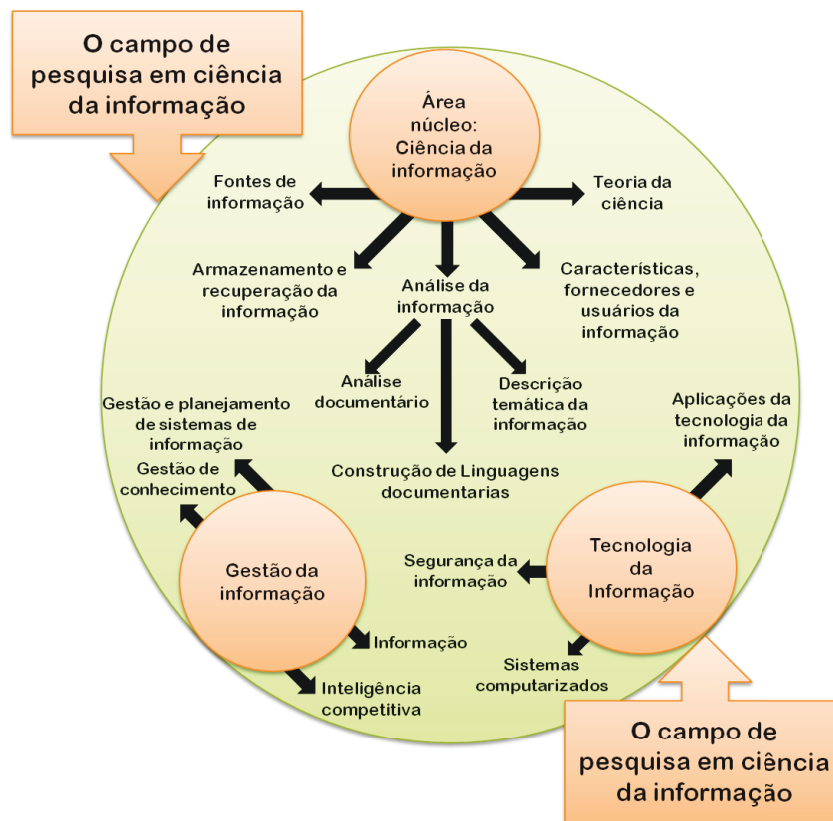 O campo de
pesquisa em ciência
da informação
Área
núcleo:
Ciência da
informação
Fontes de
informação
Teoria da
ciência
Armazenamento e
recuperação da
informação
Análise da
informação
Características,
fornecedores e
usuários da
informação
Análise
documentário
Descrição
temática da
informação
Construção de Linguagens
documentarias
Gestão e planejamento
de sistemas de
informação
Gestão de
conhecimento
Gestão da
informação
Informação
Inteligência
competitiva
Aplicações da
tecnologia da
informação
Tecnologia
da
Informação
Segurança da
informação
Sistemas
computarizados
O campo de
pesquisa em ciência
da informação